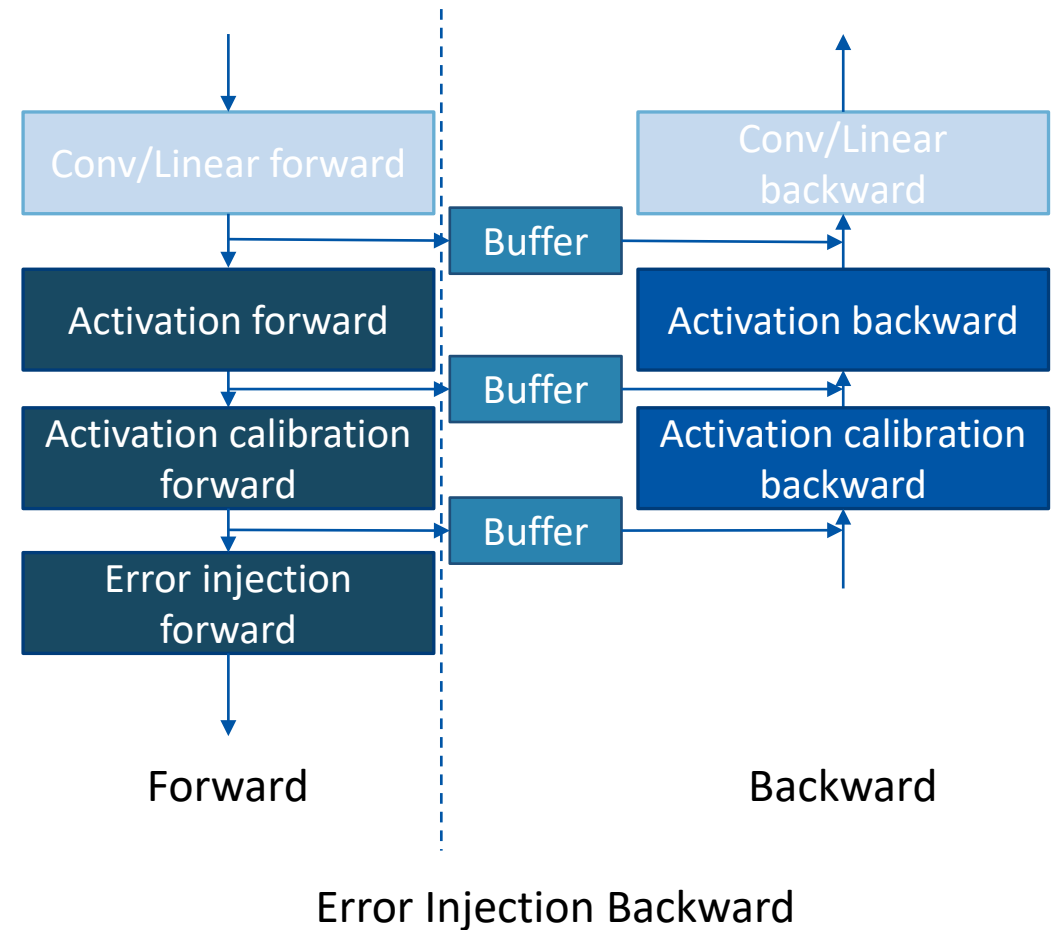 Conv/Linear forward
Conv/Linear
backward
Buffer
Activation forward
Activation backward
Buffer
Activation calibration
forward
Activation calibration
backward
Buffer
Error injection
forward
Forward
Backward
Error Injection Backward